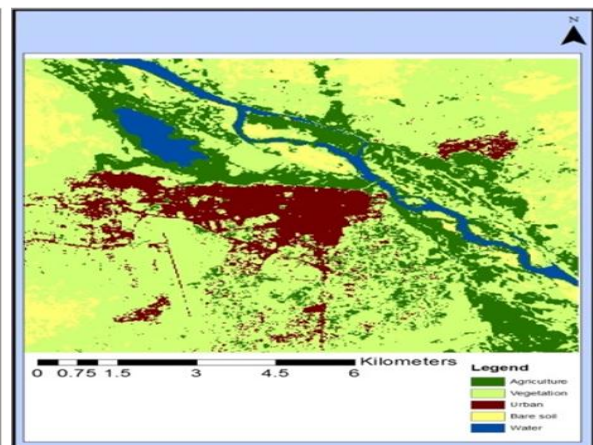 N
Kilometers
0 0.75 1.5 3 4.5 6
Legend
Agriculture
Vegetation
Urban
Bare soil
Water